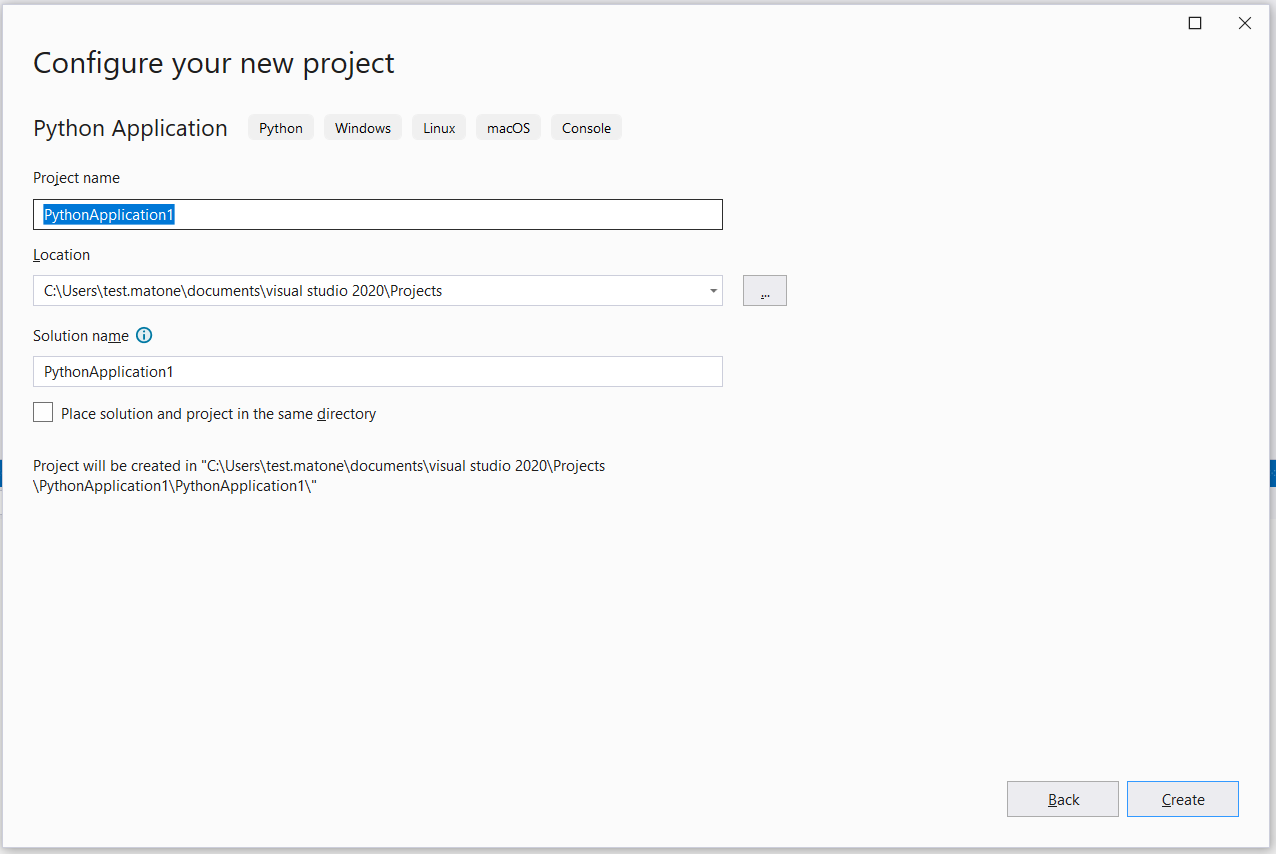 Configure your new project
Python Application Python Windows Linux macOS Console
Project name
PythonApplication1
Location
C:\Users\test.matone\documents\visual studio 2020\Projects
...
Solution name
PythonApplication1
Place solution and project in the same directory
Project will be created in "C:\Users\test.matone\documents\visual studio 2020\Projects
\PythonApplication1\PythonApplication1\"
Back Create